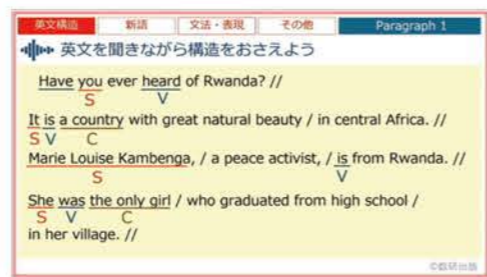 英文構造 新語 文法・表現 その他 Paragraph 1
英文を聞きながら構造をおさえよう
Have you ever heard of Rwanda? //
S V
It is a country with great natural beauty / in central Africa. //
S V C
Marie Louise Kambenga, / a peace activist, / is from Rwanda. //
S V
She was the only girl / who graduated from high school /
S V C
in her village. //
©数研出版